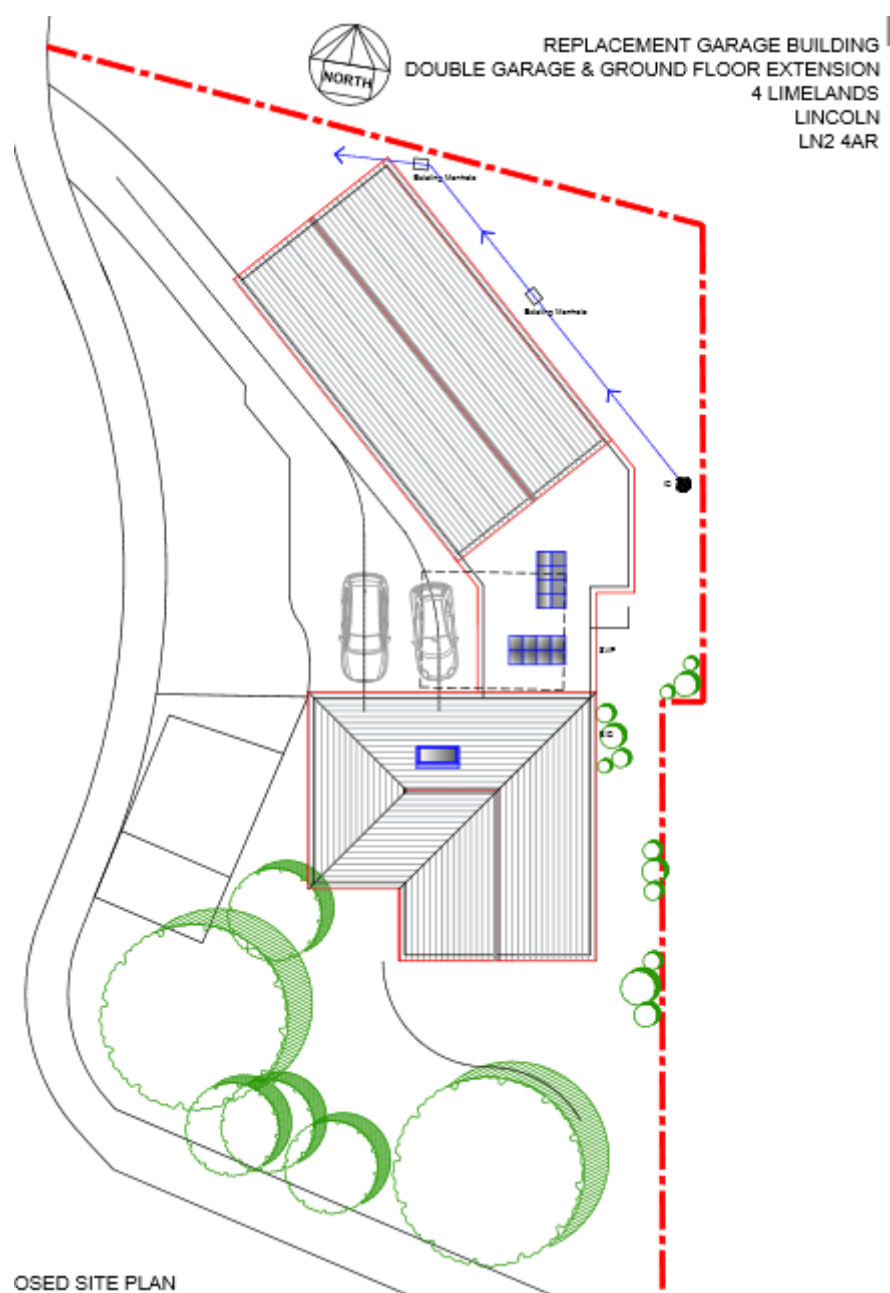 REPLACEMENT GARAGE BUILDING
DOUBLE GARAGE & GROUND FLOOR EXTENSION
4 LIMELANDS
LINCOLN
LN2 4AR
NORTH
Existing Manhole
Existing Manhole
OSED SITE PLAN